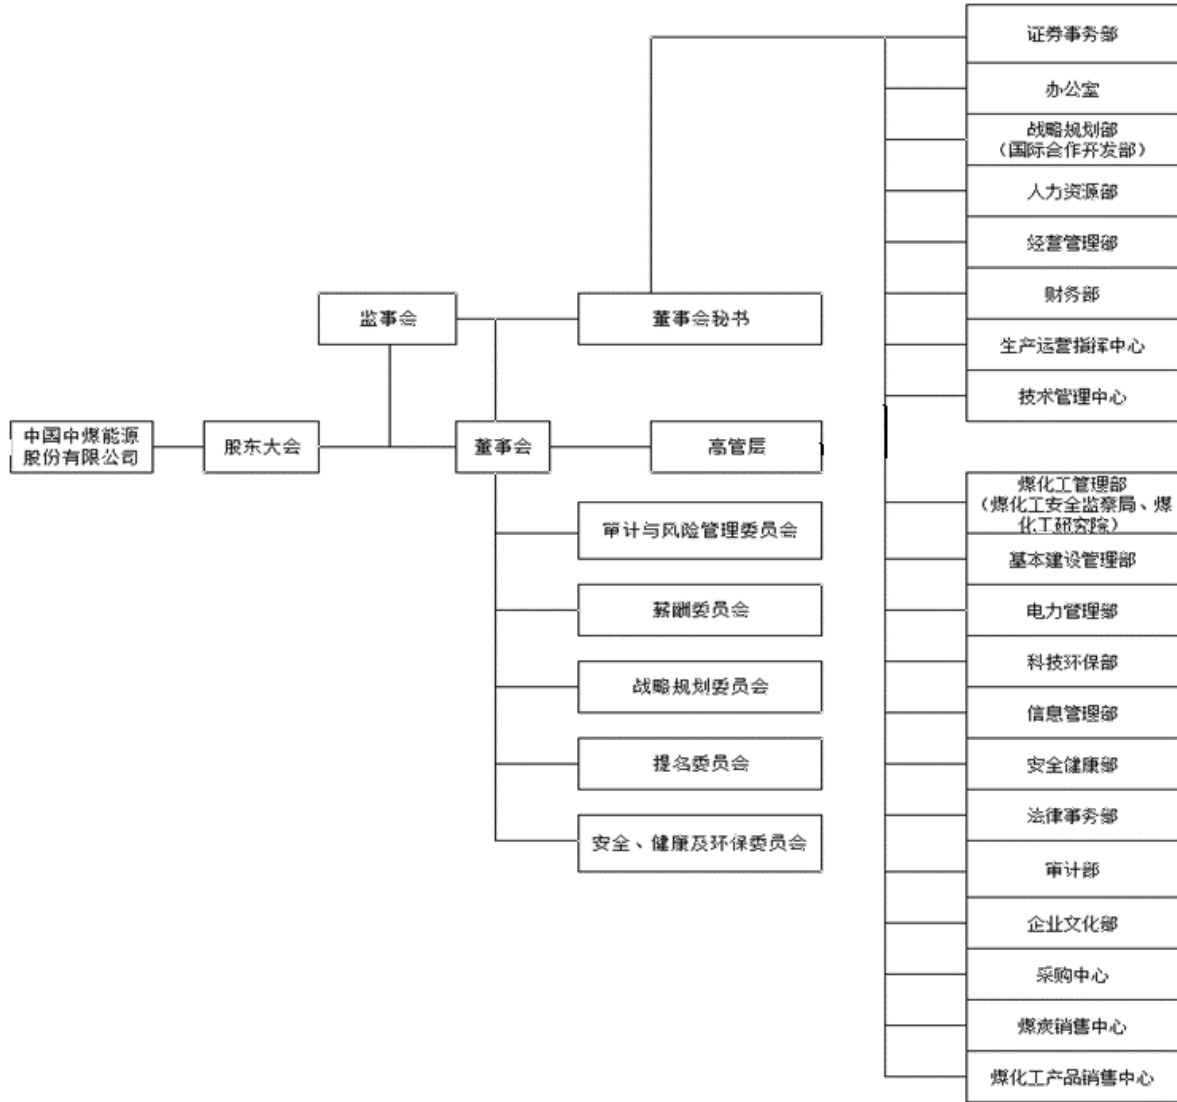 中国中煤能源
股份有限公司
股东大会
监事会
董事会
董事会秘书
高管层
审计与风险管理委员会
薪酬委员会
战略规划委员会
提名委员会
安全、健康及环保委员会
证券事务部
办公室
战略规划部
（国际合作开发部）
人力资源部
经营管理部
财务部
生产运营指挥中心
技术管理中心
煤化工管理部
（煤化工安全监察局、煤
化工研究院）
基本建设管理部
电力管理部
科技环保部
信息管理部
安全健康部
法律事务部
审计部
企业文化部
采购中心
煤炭销售中心
煤化工产品销售中心